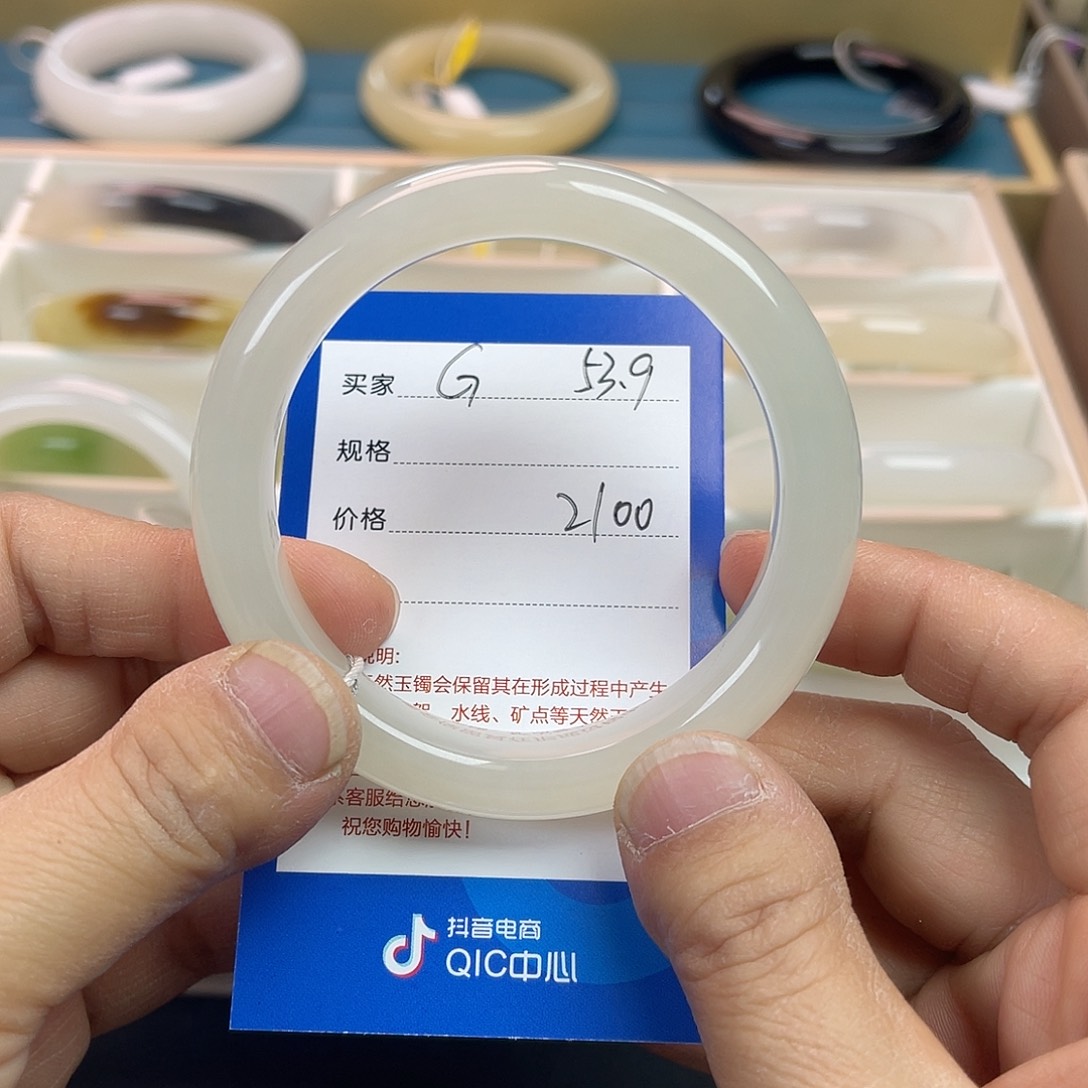 买家 G 53.9
规格
价格 2100
说明:
然玉镯会保留其在形成过程中产生
水线、矿点等天然
客服给您
祝您购物愉快!
抖音电商
QIC中心